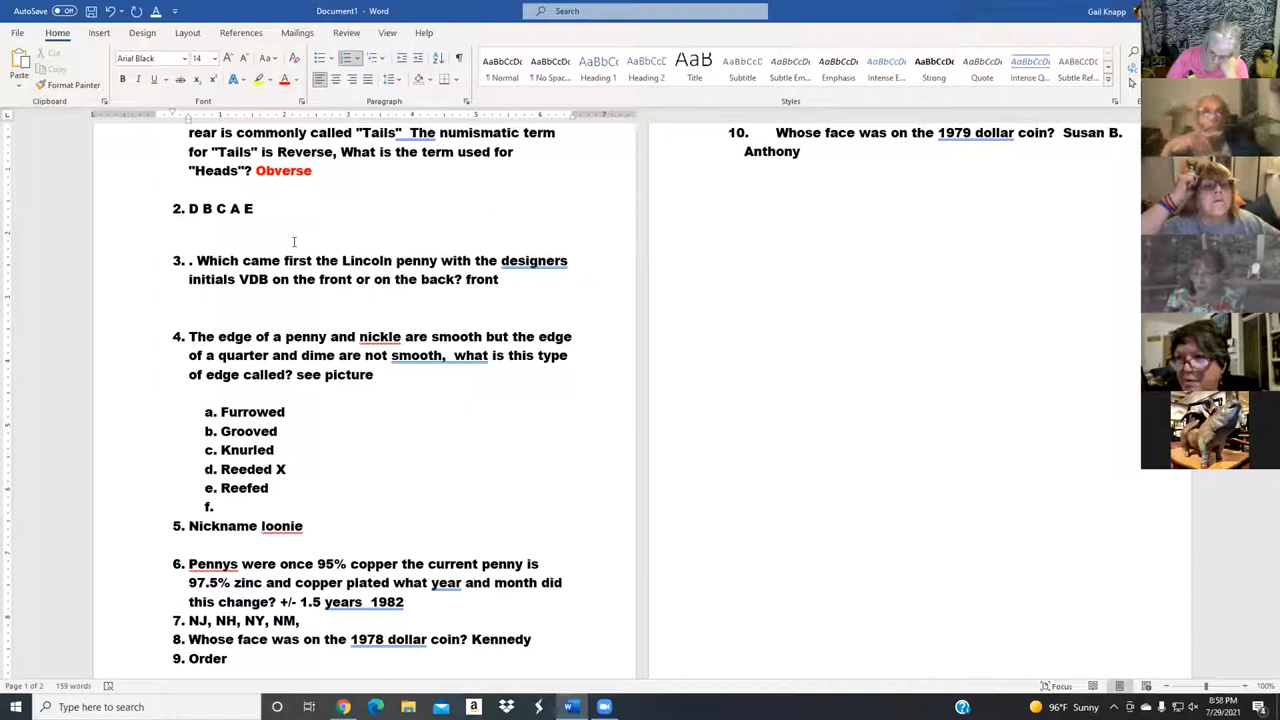 AutoSave Off Document1 - Word Search Gail Knapp
File Home Insert Draw Design Layout References Mailings Review View Help
Paste Cut Copy Format Painter Clipboard
Arial Black 14 Font
Paragraph
AaBbCcDc AaBbCcDc AaBbCc AaBbCcD AaB AaBbCcD AaBbCcDc AaBbCcDc AaBbCcDc AaBbCcDc AaBbCcDc AaBbCcDc AaBbCcDc
¶ Normal ¶ No Spac... Heading 1 Heading 2 Title Subtitle Subtle Em... Emphasis Intense E... Strong Quote Intense Q... Subtle Ref...
Styles
rear is commonly called "Tails" The numismatic term
for "Tails" is Reverse, What is the term used for
"Heads"? Obverse
2. D B C A E
3. . Which came first the Lincoln penny with the designers
initials VDB on the front or on the back? front
4. The edge of a penny and nickle are smooth but the edge
of a quarter and dime are not smooth, what is this type
of edge called? see picture
a. Furrowed
b. Grooved
c. Knurled
d. Reeded X
e. Reefed
f.
5. Nickname loonie
6. Pennys were once 95% copper the current penny is
97.5% zinc and copper plated what year and month did
this change? +/- 1.5 years 1982
7. NJ, NH, NY, NM,
8. Whose face was on the 1978 dollar coin? Kennedy
9. Order
10. Whose face was on the 1979 dollar coin? Susan B.
Anthony
Page 1 of 2 159 words Focus 100%
Type here to search 96°F Sunny 8:58 PM
7/29/2021